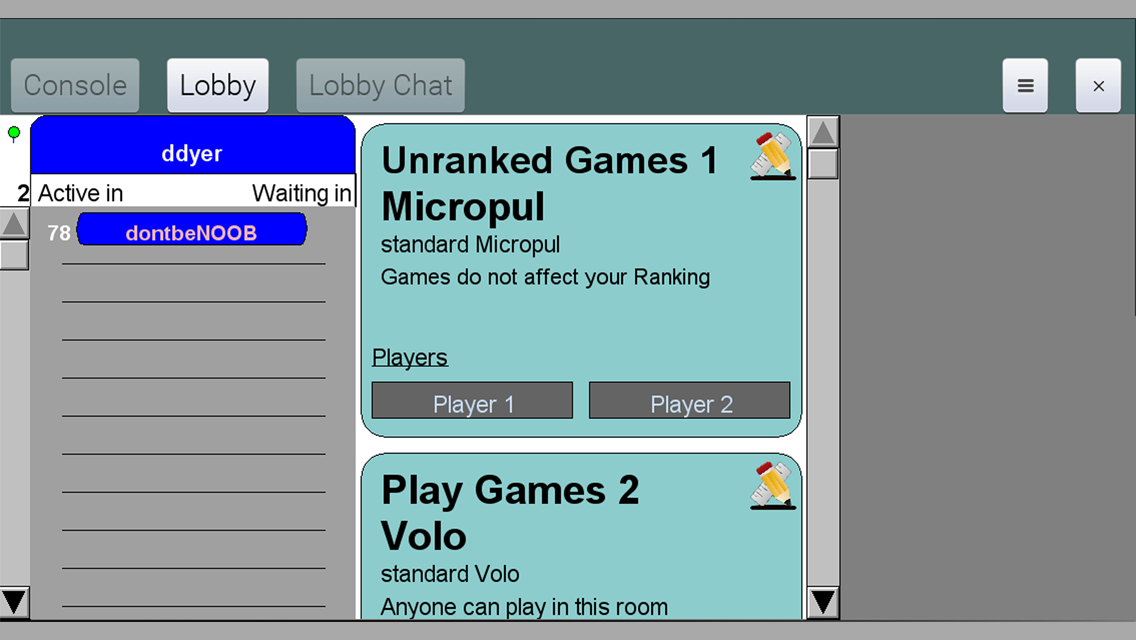 Console
Lobby
Lobby Chat
ddyer
2 Active in
Waiting in
78 dontbeNOOB
Unranked Games 1
Micropul
standard Micropul
Games do not affect your Ranking
Players
Player 1
Player 2
Play Games 2
Volo
standard Volo
Anyone can play in this room